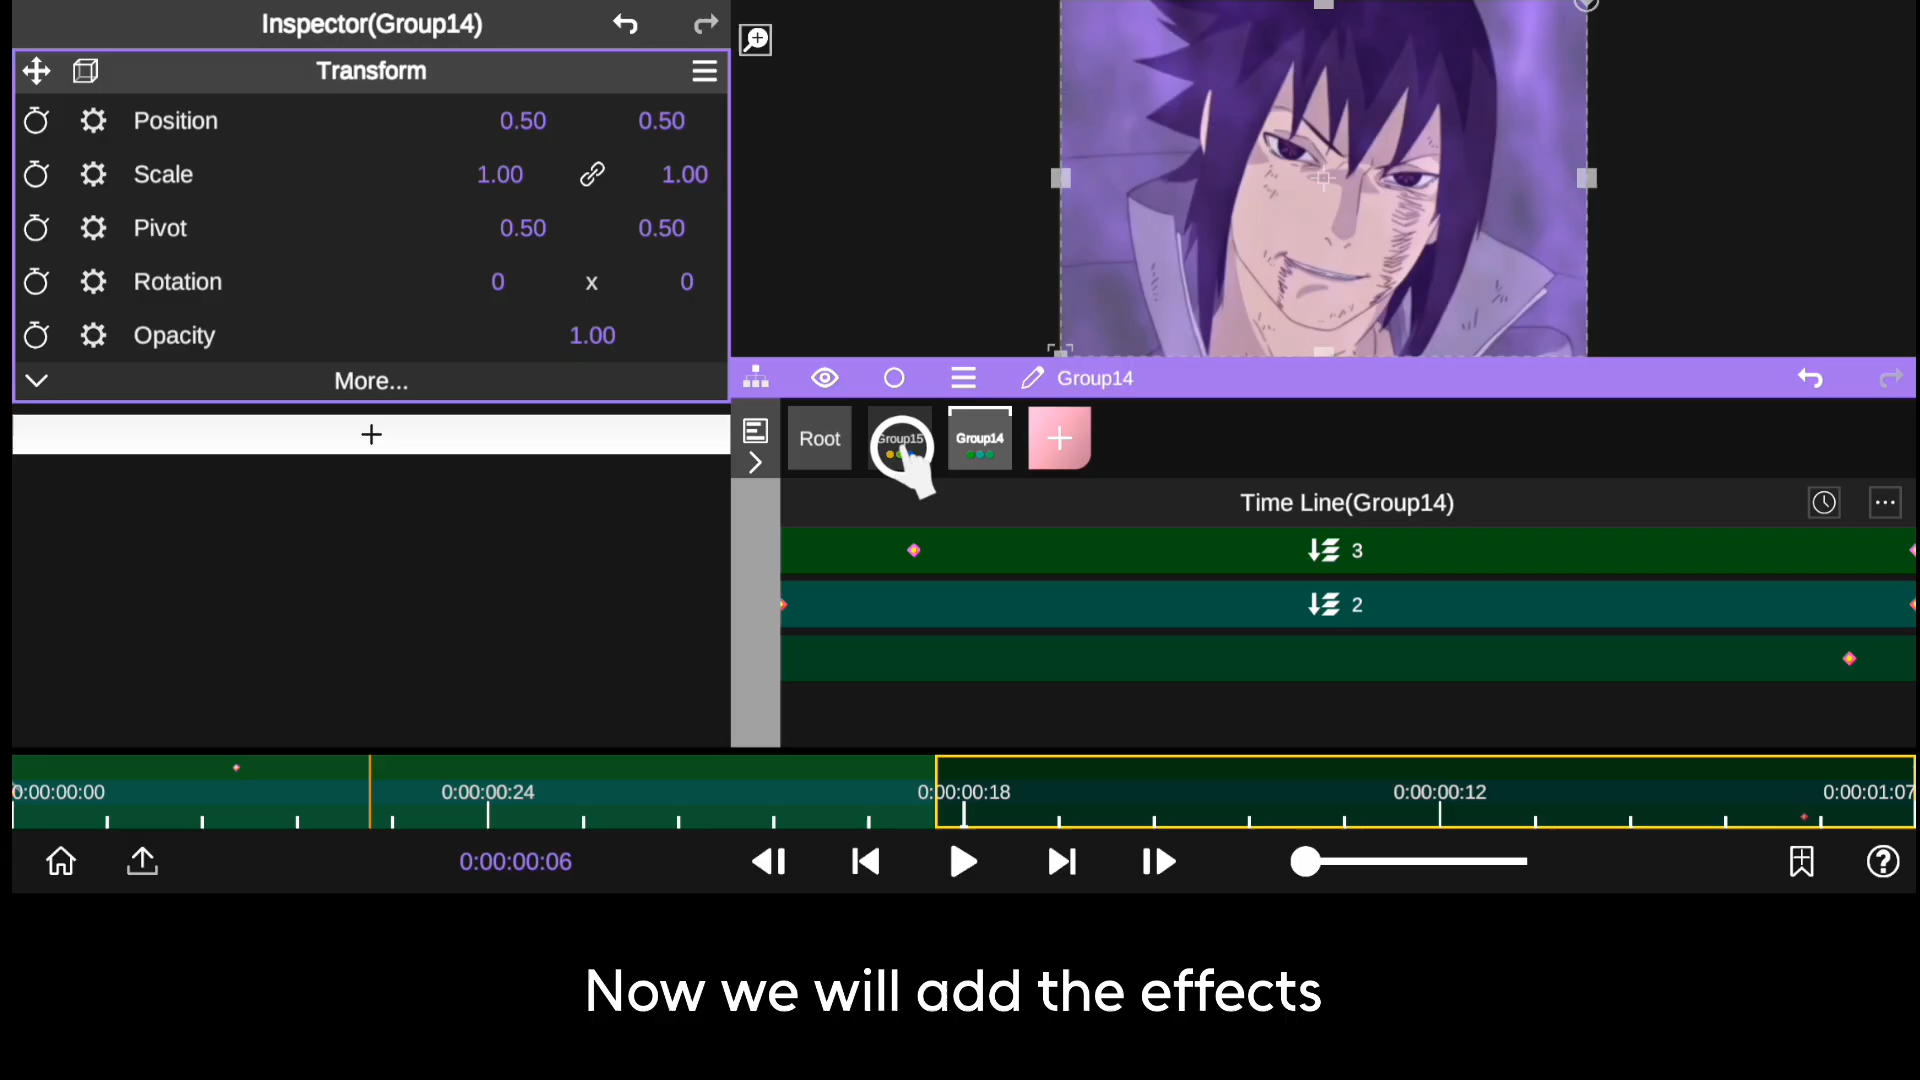 Inspector(Group14)
Transform
Position 0.50 0.50
Scale 1.00 1.00
Pivot 0.50 0.50
Rotation 0 x 0
Opacity 1.00
More...
+
Group14
Root Group15 Group14 +
Time Line(Group14)
3
2
0:00:00:00 0:00:00:24 0:00:00:18 0:00:00:12 0:00:01:07
0:00:00:06
Now we will add the effects